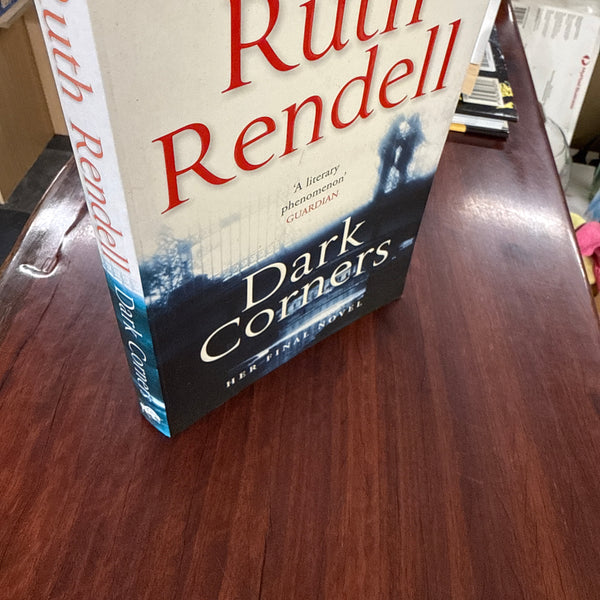 Ruth
Rendell
'A literary
phenomenon'
GUARDIAN
Dark
Corners
HER FINAL NOVEL
Ruth Rendell Dark Corners